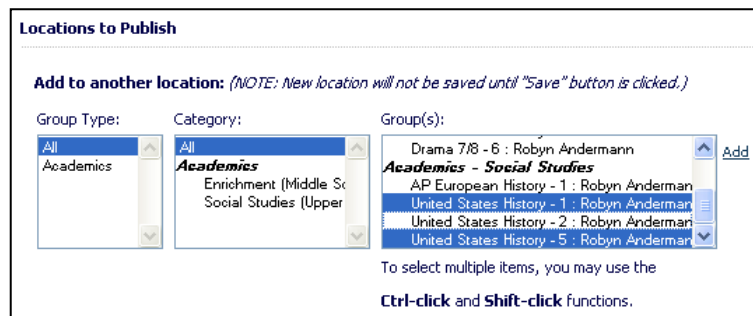 Locations to Publish
Add to another location: (NOTE: New location will not be saved until "Save" button is clicked.)
Group Type: Category: Group(s):
All All Drama 7/8 - 6 : Robyn Andermann Add
Academics Academics Academics - Social Studies
Enrichment (Middle Sc AP European History - 1 : Robyn Anderman
Social Studies (Upper United States History - 1 : Robyn Anderman
United States History - 2 : Robyn Anderman
United States History - 5 : Robyn Anderman
To select multiple items, you may use the
Ctrl-click and Shift-click functions.